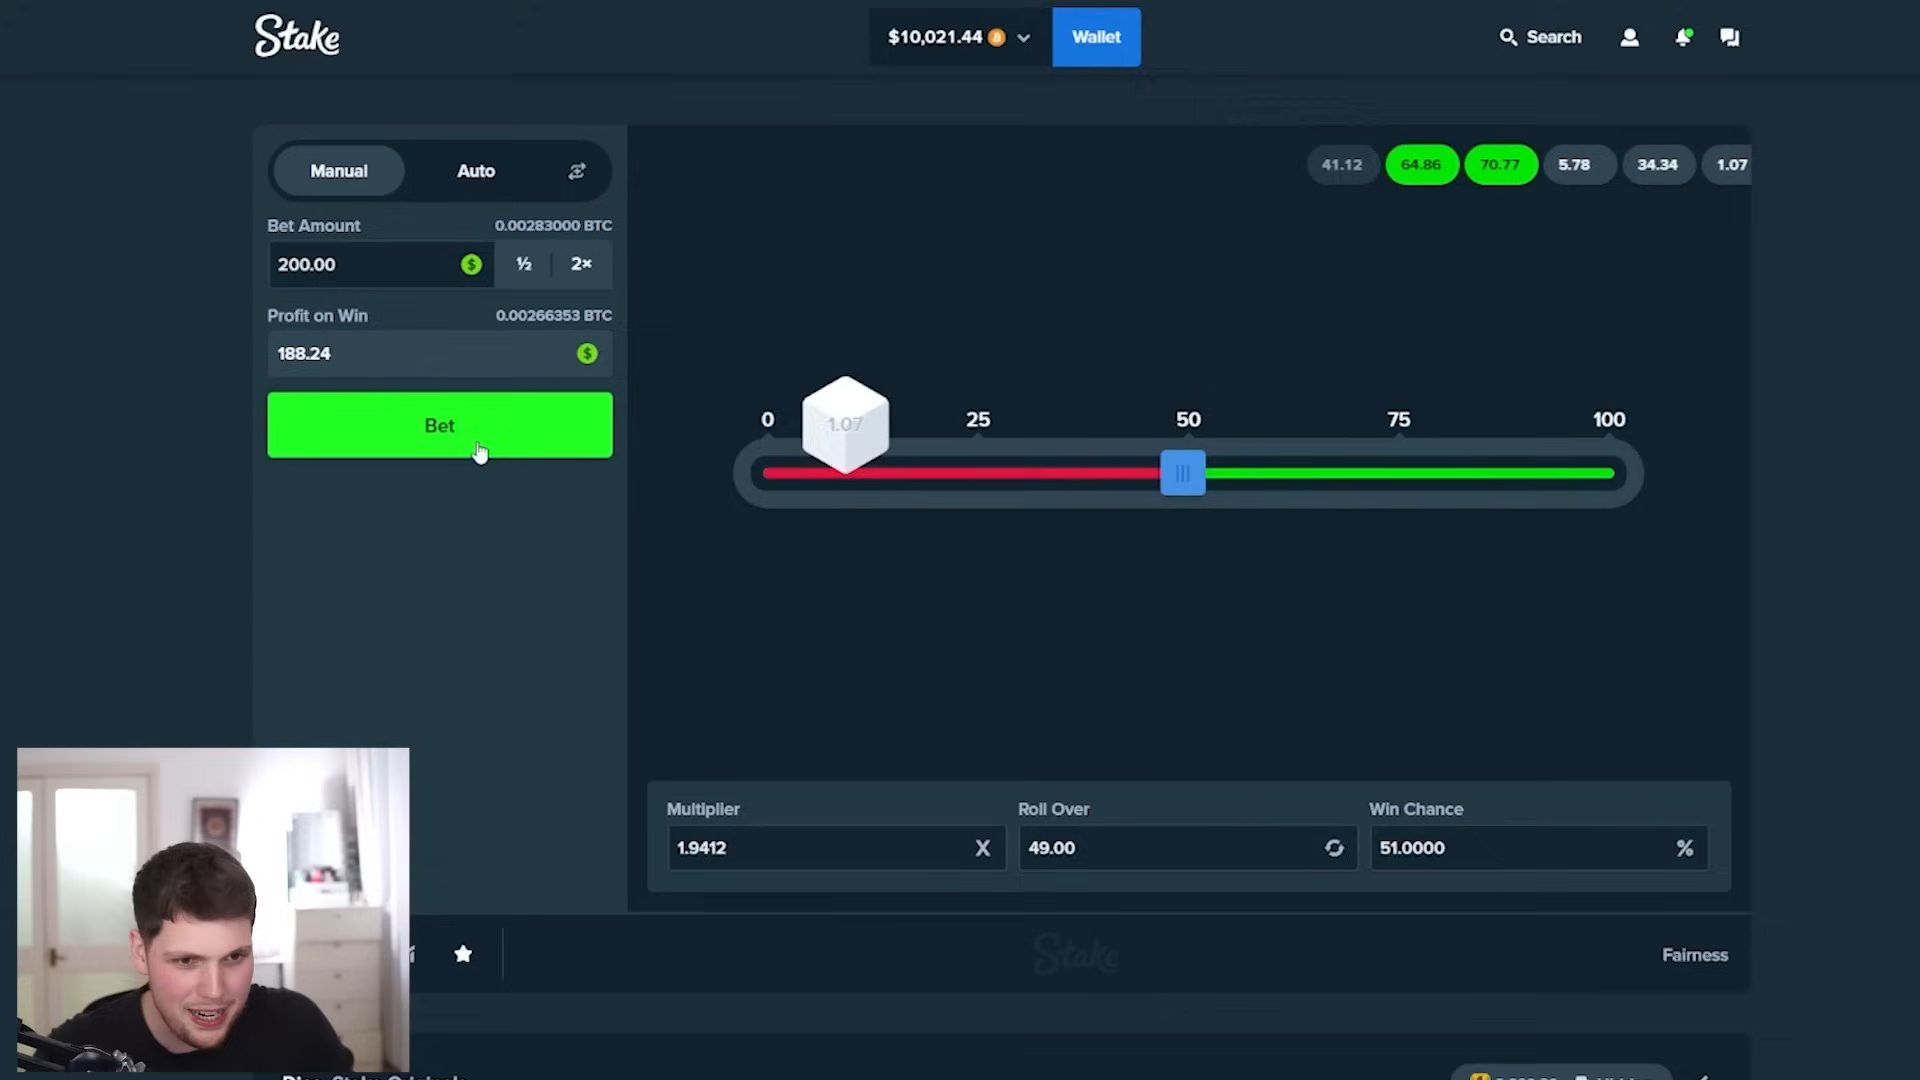 Stake
$10,021.44
Wallet
Search
Manual
Auto
41.12
64.86
70.77
5.78
34.34
1.07
Bet Amount
0.00283000 BTC
200.00
$
½
2×
Profit on Win
0.00266353 BTC
188.24
$
Bet
0
1.07
25
50
75
100
Multiplier
Roll Over
Win Chance
1.9412
X
49.00
51.0000
%
Stake
Fairness